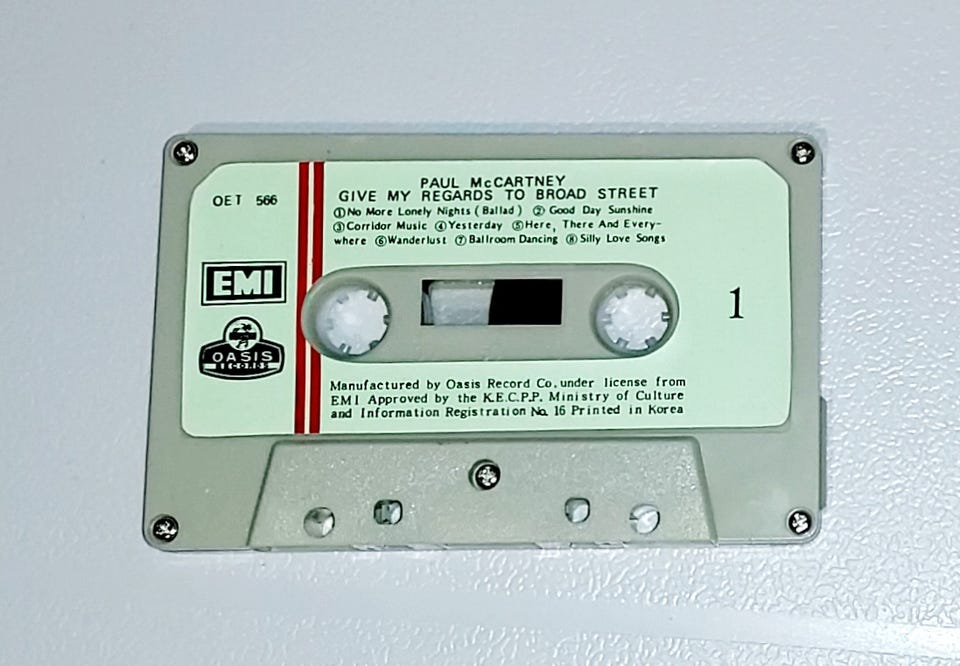 OET 566
PAUL McCARTNEY
GIVE MY REGARDS TO BROAD STREET
①No More Lonely Nights (Ballad) ②Good Day Sunshine
③Corridor Music ④Yesterday ⑤Here, There And Every-
where ⑥Wanderlust ⑦Ballroom Dancing ⑧Silly Love Songs
EMI
OASIS
RECORDS
1
Manufactured by Oasis Record Co. under license from
EMI Approved by the K.E.C.P.P. Ministry of Culture
and Information Registration No. 16 Printed in Korea